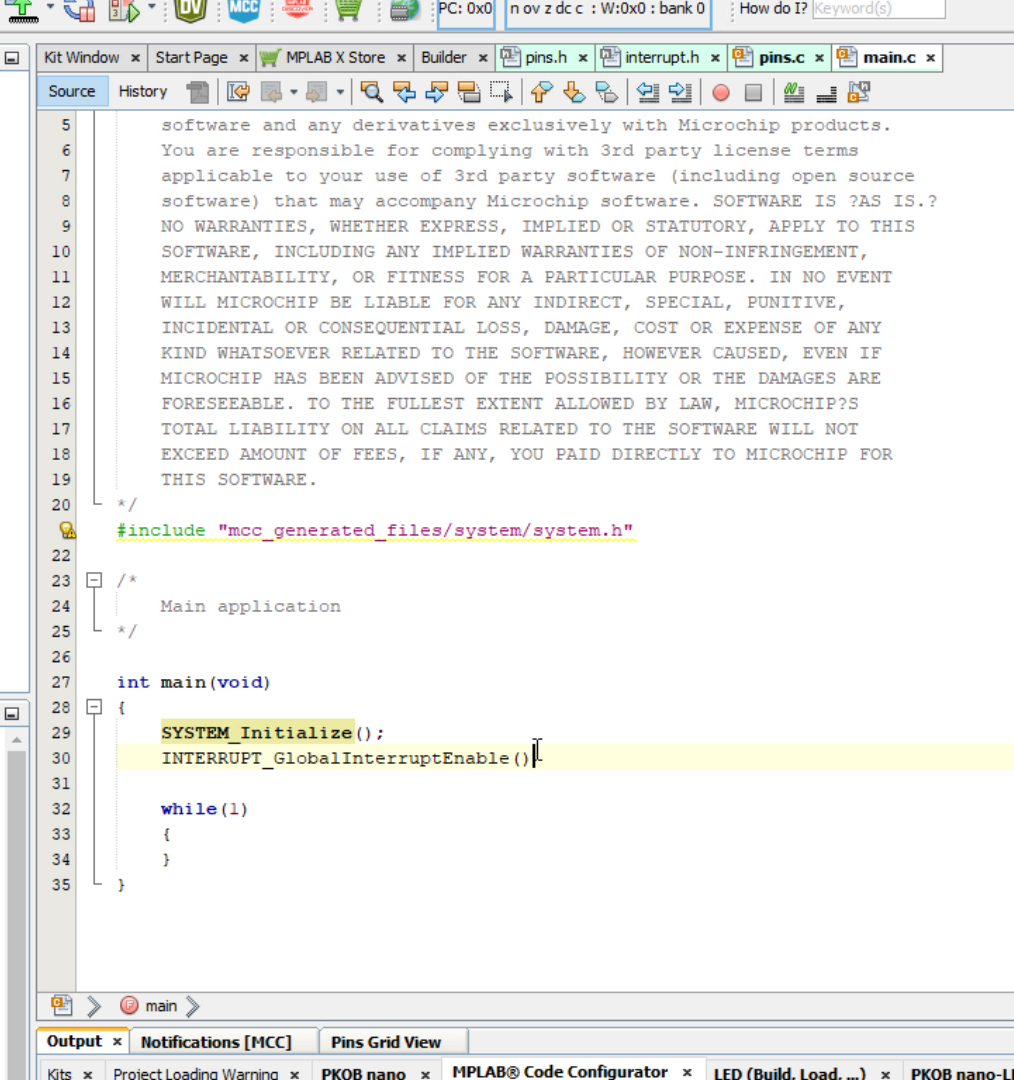 DV
MCC
PC: 0x0
n ov z dc c : W:0x0 : bank 0
How do I? Keyword(s)
Kit Window
Start Page
MPLAB X Store
Builder
pins.h
interrupt.h
pins.c
main.c
Source
History
5 software and any derivatives exclusively with Microchip products.
6 You are responsible for complying with 3rd party license terms
7 applicable to your use of 3rd party software (including open source
8 software) that may accompany Microchip software. SOFTWARE IS ?AS IS.?
9 NO WARRANTIES, WHETHER EXPRESS, IMPLIED OR STATUTORY, APPLY TO THIS
10 SOFTWARE, INCLUDING ANY IMPLIED WARRANTIES OF NON-INFRINGEMENT,
11 MERCHANTABILITY, OR FITNESS FOR A PARTICULAR PURPOSE. IN NO EVENT
12 WILL MICROCHIP BE LIABLE FOR ANY INDIRECT, SPECIAL, PUNITIVE,
13 INCIDENTAL OR CONSEQUENTIAL LOSS, DAMAGE, COST OR EXPENSE OF ANY
14 KIND WHATSOEVER RELATED TO THE SOFTWARE, HOWEVER CAUSED, EVEN IF
15 MICROCHIP HAS BEEN ADVISED OF THE POSSIBILITY OR THE DAMAGES ARE
16 FORESEEABLE. TO THE FULLEST EXTENT ALLOWED BY LAW, MICROCHIP?S
17 TOTAL LIABILITY ON ALL CLAIMS RELATED TO THE SOFTWARE WILL NOT
18 EXCEED AMOUNT OF FEES, IF ANY, YOU PAID DIRECTLY TO MICROCHIP FOR
19 THIS SOFTWARE.
20 */
#include "mcc_generated_files/system/system.h"
22
23 /*
24 Main application
25 */
26
27 int main(void)
28 {
29 SYSTEM_Initialize();
30 INTERRUPT_GlobalInterruptEnable()
31
32 while(1)
33 {
34 }
35 }
main
Output
Notifications [MCC]
Pins Grid View
Kits
Project Loading Warning
PKOB nano
MPLAB® Code Configurator
LED (Build, Load, ...)